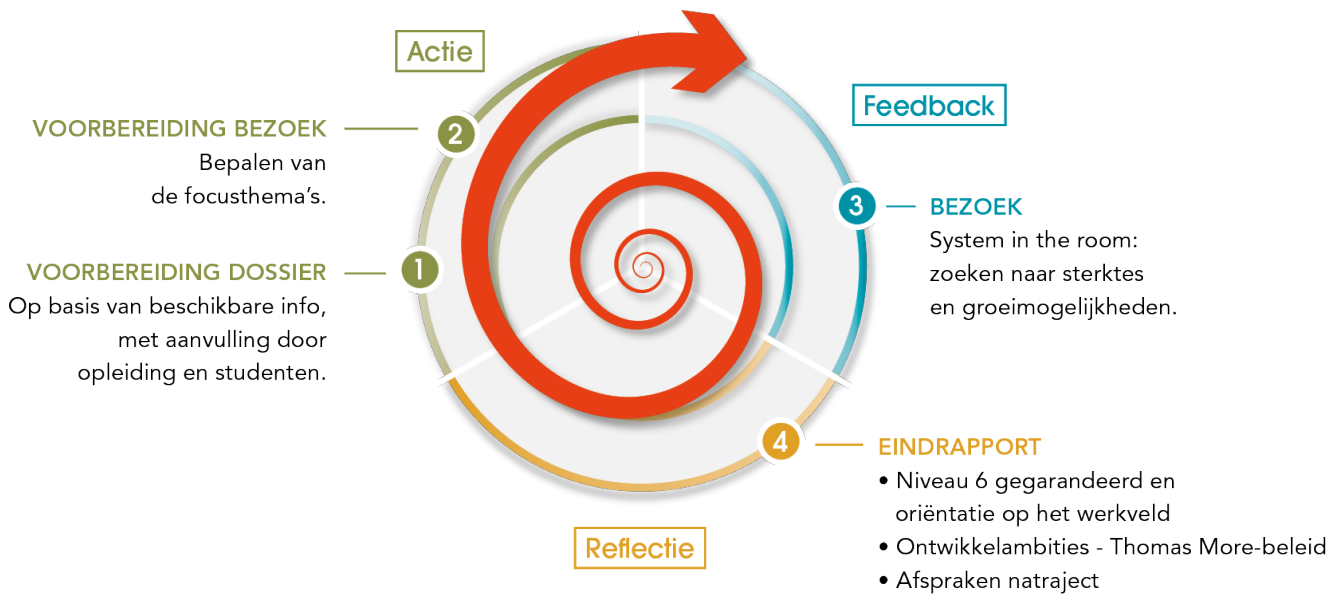 Actie
2
VOORBEREIDING BEZOEK
Bepalen van
de focusthema’s.
1
VOORBEREIDING DOSSIER
Op basis van beschikbare info,
met aanvulling door
opleiding en studenten.
Feedback
3
BEZOEK
System in the room:
zoeken naar sterktes
en groeimogelijkheden.
4
EINDRAPPORT
• Niveau 6 gegarandeerd en
oriëntatie op het werkveld
• Ontwikkelambities - Thomas More-beleid
• Afspraken natraject
Reflectie